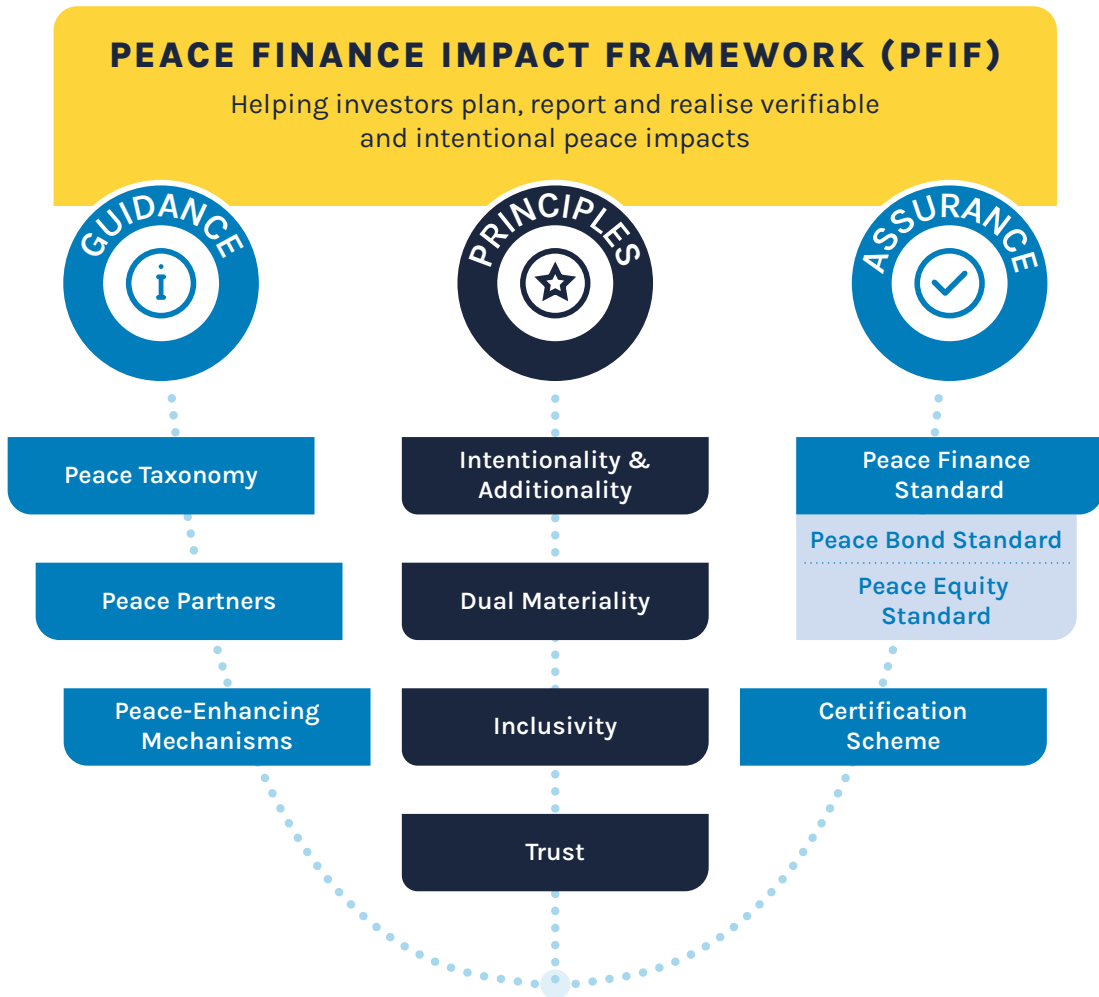 PEACE FINANCE IMPACT FRAMEWORK (PFIF)
Helping investors plan, report and realise verifiable
and intentional peace impacts
GUIDANCE
Peace Taxonomy
Peace Partners
Peace-Enhancing
Mechanisms
PRINCIPLES
Intentionality &
Additionality
Dual Materiality
Inclusivity
Trust
ASSURANCE
Peace Finance
Standard
Peace Bond Standard
Peace Equity
Standard
Certification
Scheme